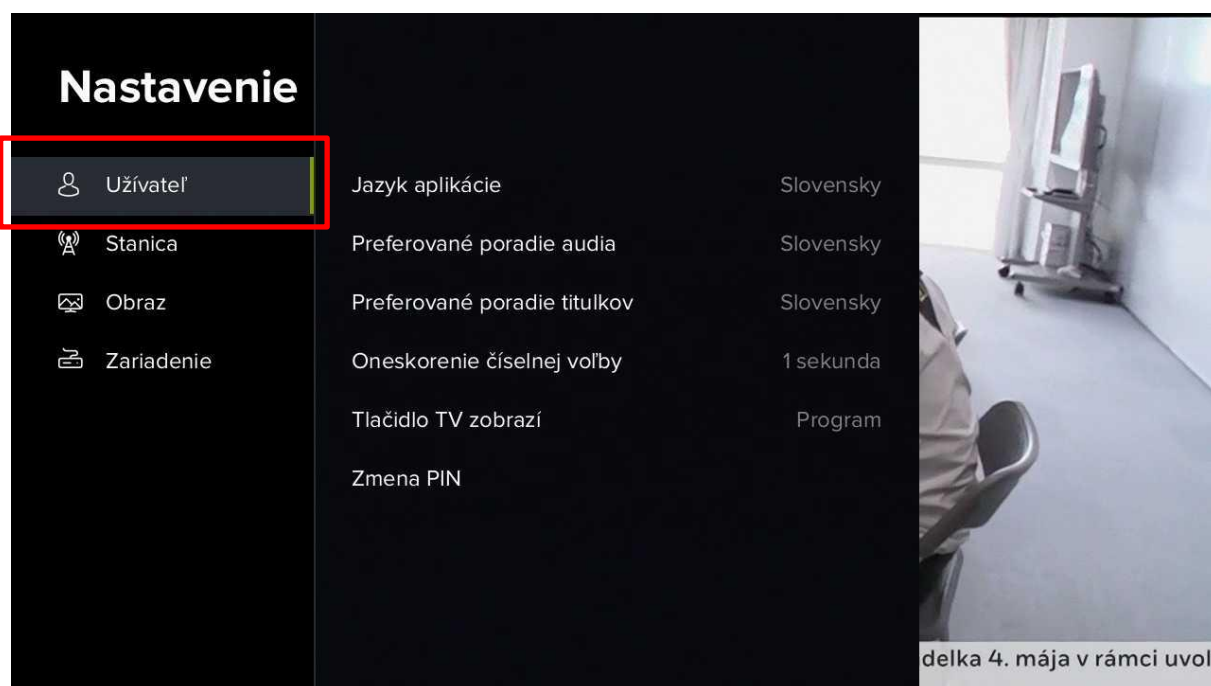 Nastavenie
Užívateľ
Stanica
Obraz
Zariadenie
Jazyk aplikácie Slovensky
Preferované poradie audia Slovensky
Preferované poradie titulkov Slovensky
Oneskorenie číselnej voľby 1 sekunda
Tlačidlo TV zobrazí Program
Zmena PIN
delka 4. mája v rámci uvol